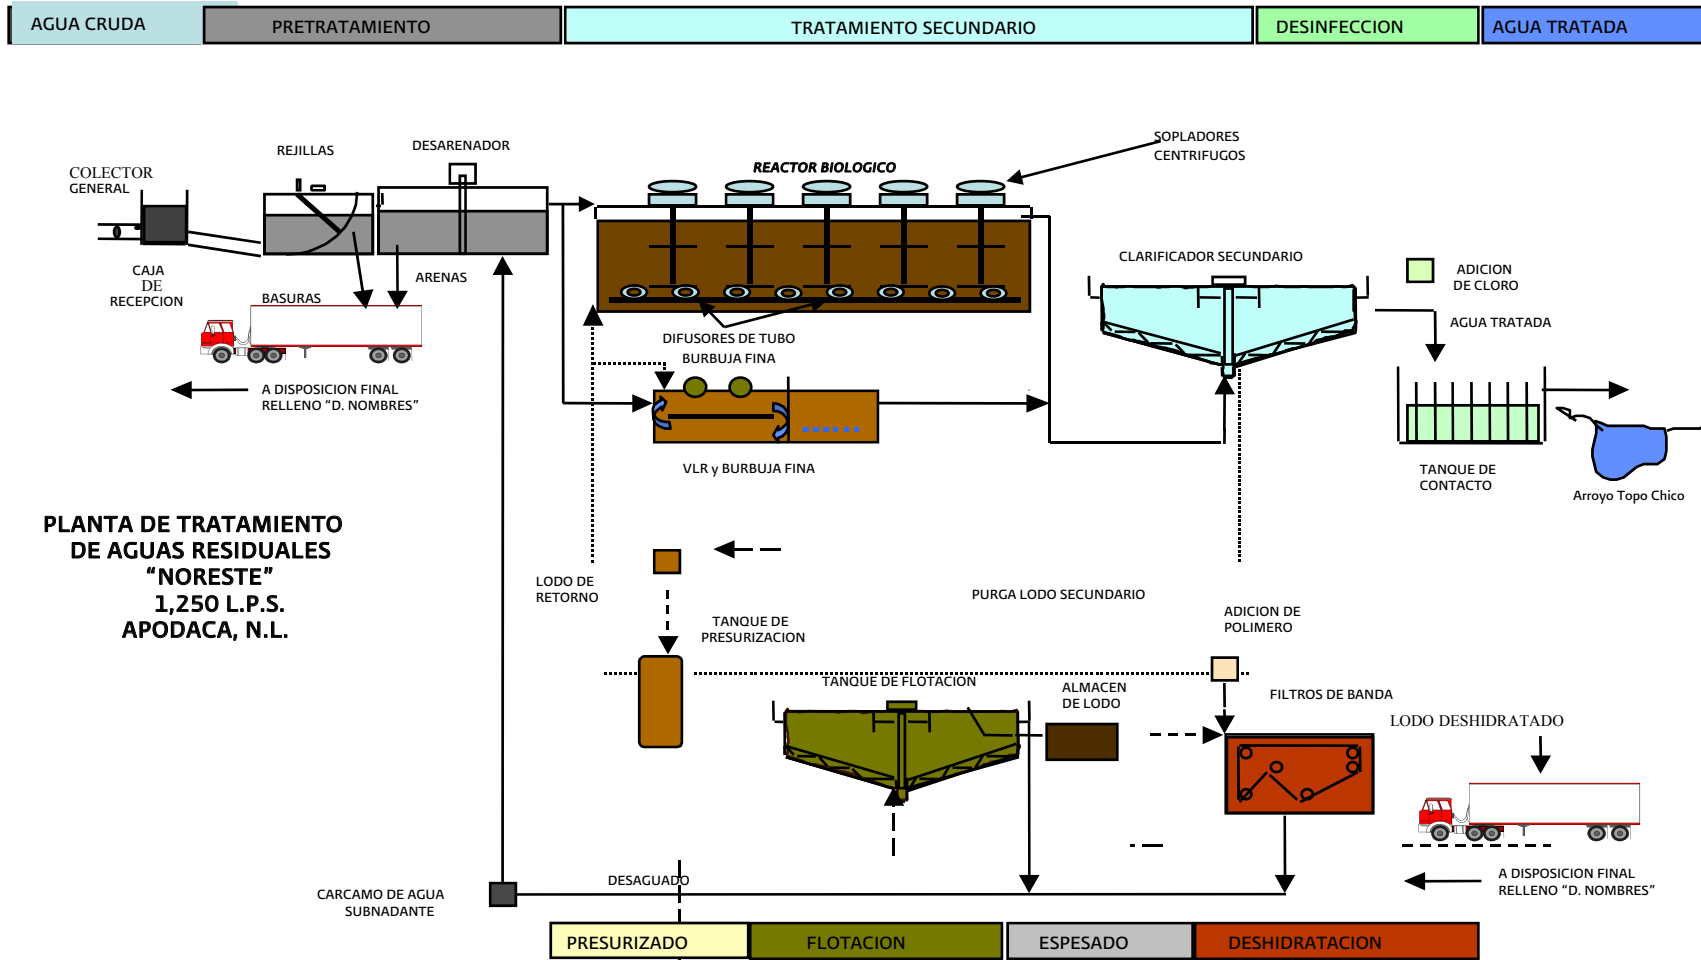 AGUA CRUDA
PRETRATAMIENTO
TRATAMIENTO SECUNDARIO
DESINFECCION
AGUA TRATADA
COLECTOR
GENERAL
REJILLAS
DESARENADOR
REACTOR BIOLOGICO
SOPLADORES
CENTRIFUGOS
CAJA
DE
RECEPCION
BASURAS
ARENAS
A DISPOSICION FINAL
RELLENO “D. NOMBRES”
DIFUSORES DE TUBO
BURBUJA FINA
VLR y BURBUJA FINA
CLARIFICADOR SECUNDARIO
ADICION
DE CLORO
AGUA TRATADA
TANQUE DE
CONTACTO
Arroyo Topo Chico
PLANTA DE TRATAMIENTO
DE AGUAS RESIDUALES
“NORESTE”
1,250 L.P.S.
APODACA, N.L.
LODO DE
RETORNO
TANQUE DE
PRESURIZACION
PURGA LODO SECUNDARIO
ADICION DE
POLIMERO
TANQUE DE FLOTACION
ALMACEN
DE LODO
FILTROS DE BANDA
LODO DESHIDRATADO
A DISPOSICION FINAL
RELLENO “D. NOMBRES”
CARCAMO DE AGUA
SUBNADANTE
DESAGUADO
PRESURIZADO
FLOTACION
ESPESADO
DESHIDRATACION